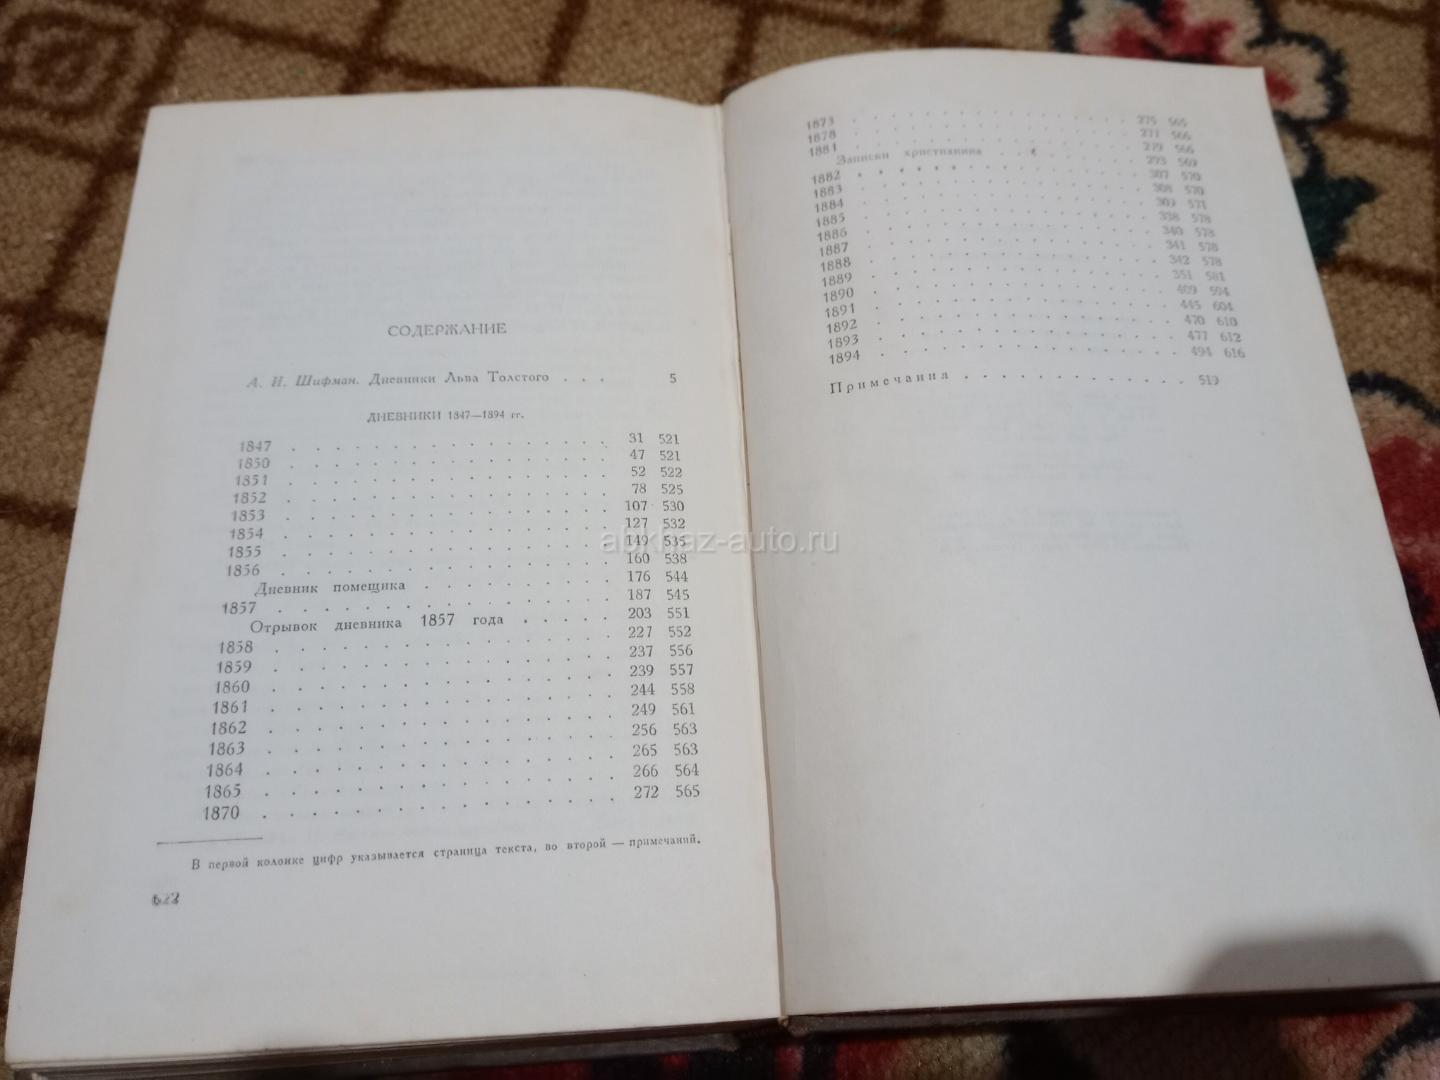 СОДЕРЖАНИЕ
А. И. Шифман. Дневники Льва Толстого . . . 5
ДНЕВНИКИ 1847—1894 гг.
1847 . . . . . . . . . . . . . . . . 31 521
1850 . . . . . . . . . . . . . . . . 47 521
1851 . . . . . . . . . . . . . . . . 52 522
1852 . . . . . . . . . . . . . . . . 78 525
1853 . . . . . . . . . . . . . . . . 107 530
1854 . . . . . . . . . . . . . . . . 127 532
1855 . . . . . . . . . . . . . . . . 149 535
1856 . . . . . . . . . . . . . . . . 160 538
Дневник помещика . . . . . . . . . 176 544
1857 . . . . . . . . . . . . . . . . 187 545
Отрывок дневника 1857 года . . . . . 203 551
1858 . . . . . . . . . . . . . . . . 227 552
1859 . . . . . . . . . . . . . . . . 237 556
1860 . . . . . . . . . . . . . . . . 239 557
1861 . . . . . . . . . . . . . . . . 244 558
1862 . . . . . . . . . . . . . . . . 249 561
1863 . . . . . . . . . . . . . . . . 256 563
1864 . . . . . . . . . . . . . . . . 265 563
1865 . . . . . . . . . . . . . . . . 266 564
1870 . . . . . . . . . . . . . . . . 272 565
В первой колонке цифр указывается страница текста, во второй — примечаний.
622
1873 . . . . . . . . . . . . . 275 565
1878 . . . . . . . . . . . . . 277 566
1881 . . . . . . . . . . . . . 279 566
Записки христианина . . . . . . 293 569
1882 . . . . . . . . . . . . . 307 570
1883 . . . . . . . . . . . . . 308 570
1884 . . . . . . . . . . . . . 309 571
1885 . . . . . . . . . . . . . 338 578
1886 . . . . . . . . . . . . . 340 578
1887 . . . . . . . . . . . . . 341 578
1888 . . . . . . . . . . . . . 342 578
1889 . . . . . . . . . . . . . 351 581
1890 . . . . . . . . . . . . . 409 594
1891 . . . . . . . . . . . . . 445 604
1892 . . . . . . . . . . . . . 470 610
1893 . . . . . . . . . . . . . 477 612
1894 . . . . . . . . . . . . . 494 616
Примечания . . . . . . . . . . . 519
abkhaz-auto.ru